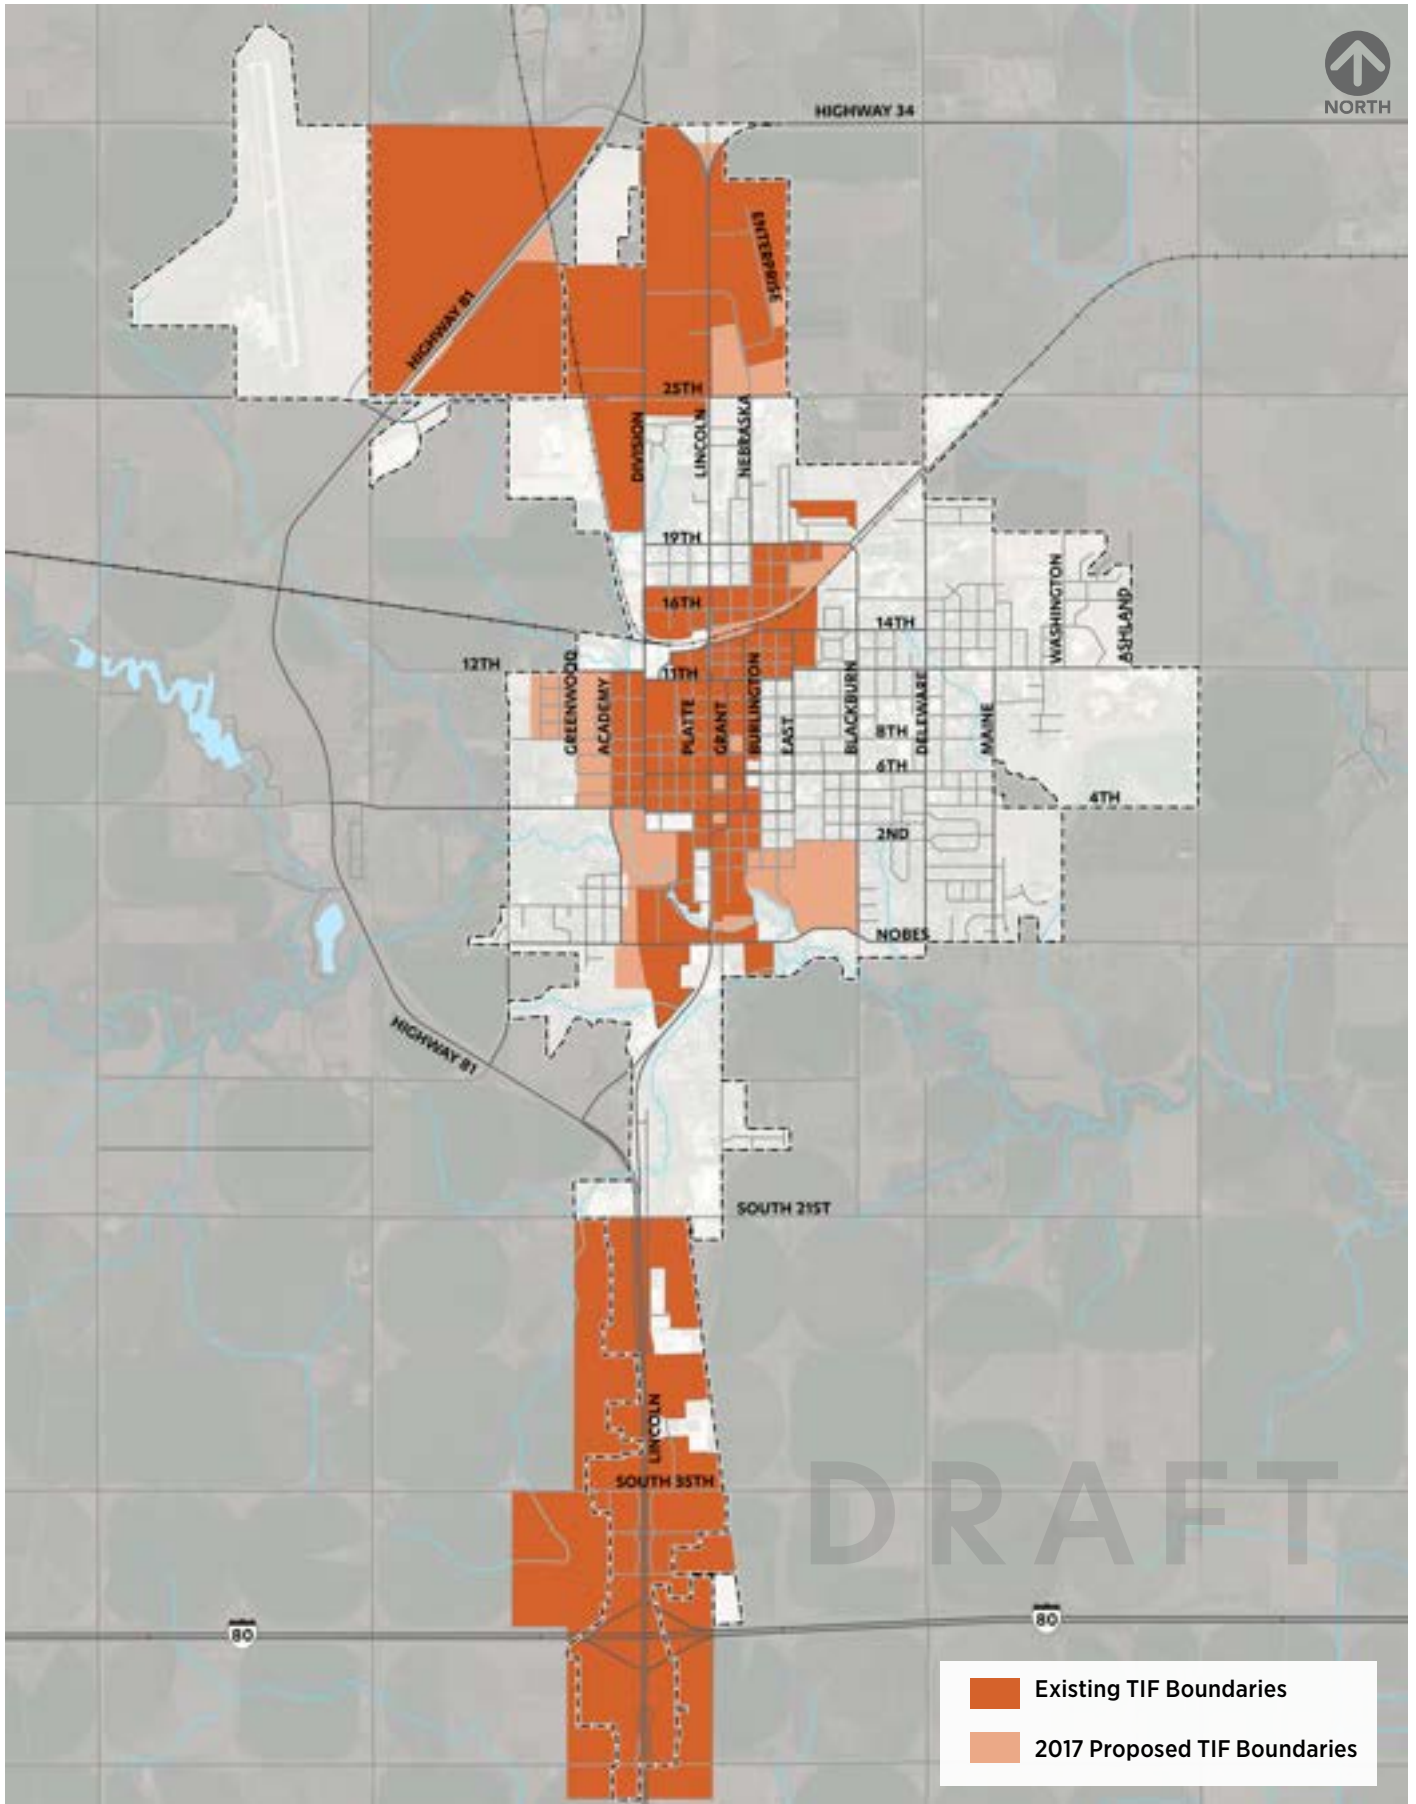 NORTH
HIGHWAY 34
ENTERPRISE
HIGHWAY 81
25TH
DIVISION
LINCOLN
NEBRASKA
19TH
WASHINGTON
ASHLAND
16TH
14TH
12TH
11TH
GREENWOOD
ACADEMY
PLATTE
GRANT
BURLINGTON
EAST
BLACKBURN
DELEWARE
MAINE
8TH
6TH
4TH
2ND
NOBES
HIGHWAY 81
SOUTH 21ST
LINCOLN
SOUTH 35TH
DRAFT
80
80
Existing TIF Boundaries
2017 Proposed TIF Boundaries